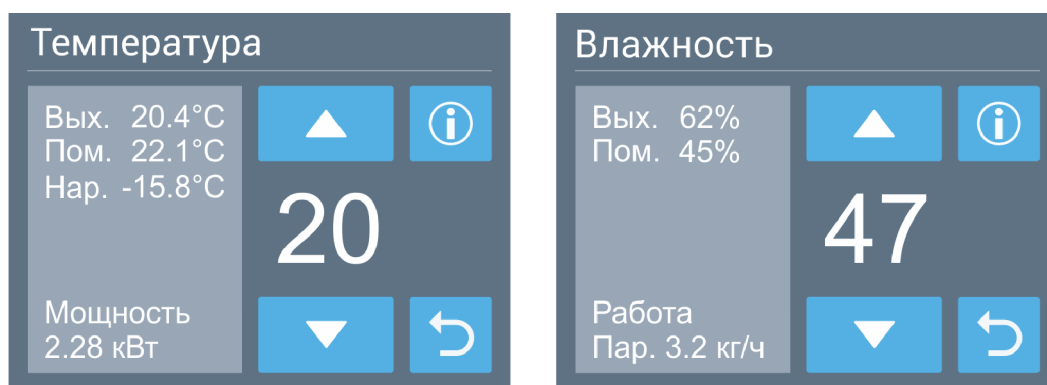 Температура
Вых. 20.4°C
Пом. 22.1°C
Нар. -15.8°C
20
Мощность
2.28 кВт
Влажность
Вых. 62%
Пом. 45%
47
Работа
Пар. 3.2 кг/ч